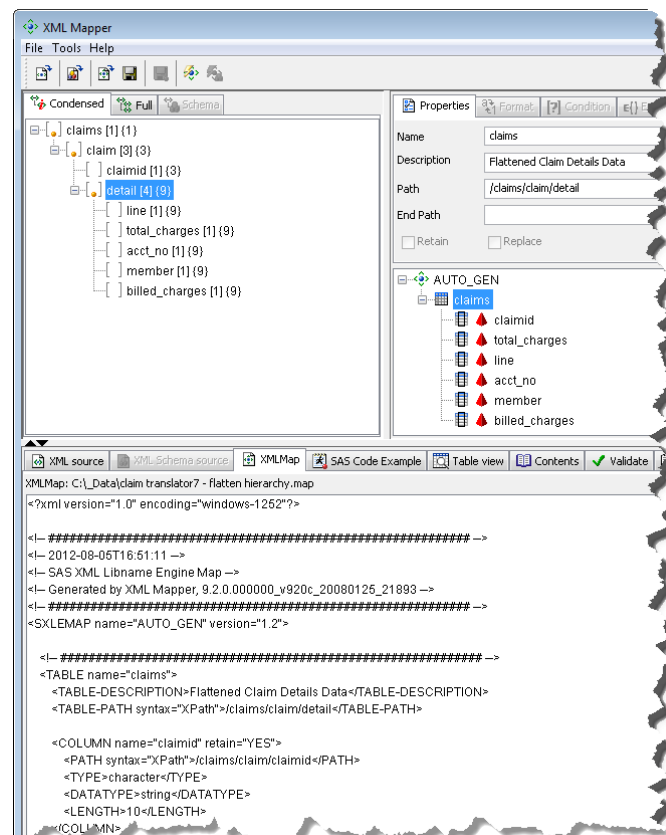 XML Mapper
File Tools Help
Condensed Full Schema
claims [1] {1}
claim [3] {3}
claimid [1] {3}
detail [4] {9}
line [1] {9}
total_charges [1] {9}
acct_no [1] {9}
member [1] {9}
billed_charges [1] {9}
Properties Format [?] Condition ε{}
Name claims
Description Flattened Claim Details Data
Path /claims/claim/detail
End Path
Retain Replace
AUTO_GEN
claims
claimid
total_charges
line
acct_no
member
billed_charges
XML source XML Schema source XMLMap SAS Code Example Table view Contents Validate
XMLMap: C:\_Data\claim translator7 - flatten hierarchy.map
<?xml version="1.0" encoding="windows-1252"?>
<!-- ############################################################ -->
<!-- 2012-08-05T16:51:11 -->
<!-- SAS XML Libname Engine Map -->
<!-- Generated by XML Mapper, 9.2.0.000000_v920c_20080125_21893 -->
<!-- ############################################################ -->
<SXLEMAP name="AUTO_GEN" version="1.2">
<!-- ############################################################ -->
<TABLE name="claims">
<TABLE-DESCRIPTION>Flattened Claim Details Data</TABLE-DESCRIPTION>
<TABLE-PATH syntax="XPath">/claims/claim/detail</TABLE-PATH>
<COLUMN name="claimid" retain="YES">
<PATH syntax="XPath">/claims/claim/claimid</PATH>
<TYPE>character</TYPE>
<DATATYPE>string</DATATYPE>
<LENGTH>10</LENGTH>
</COLUMN>